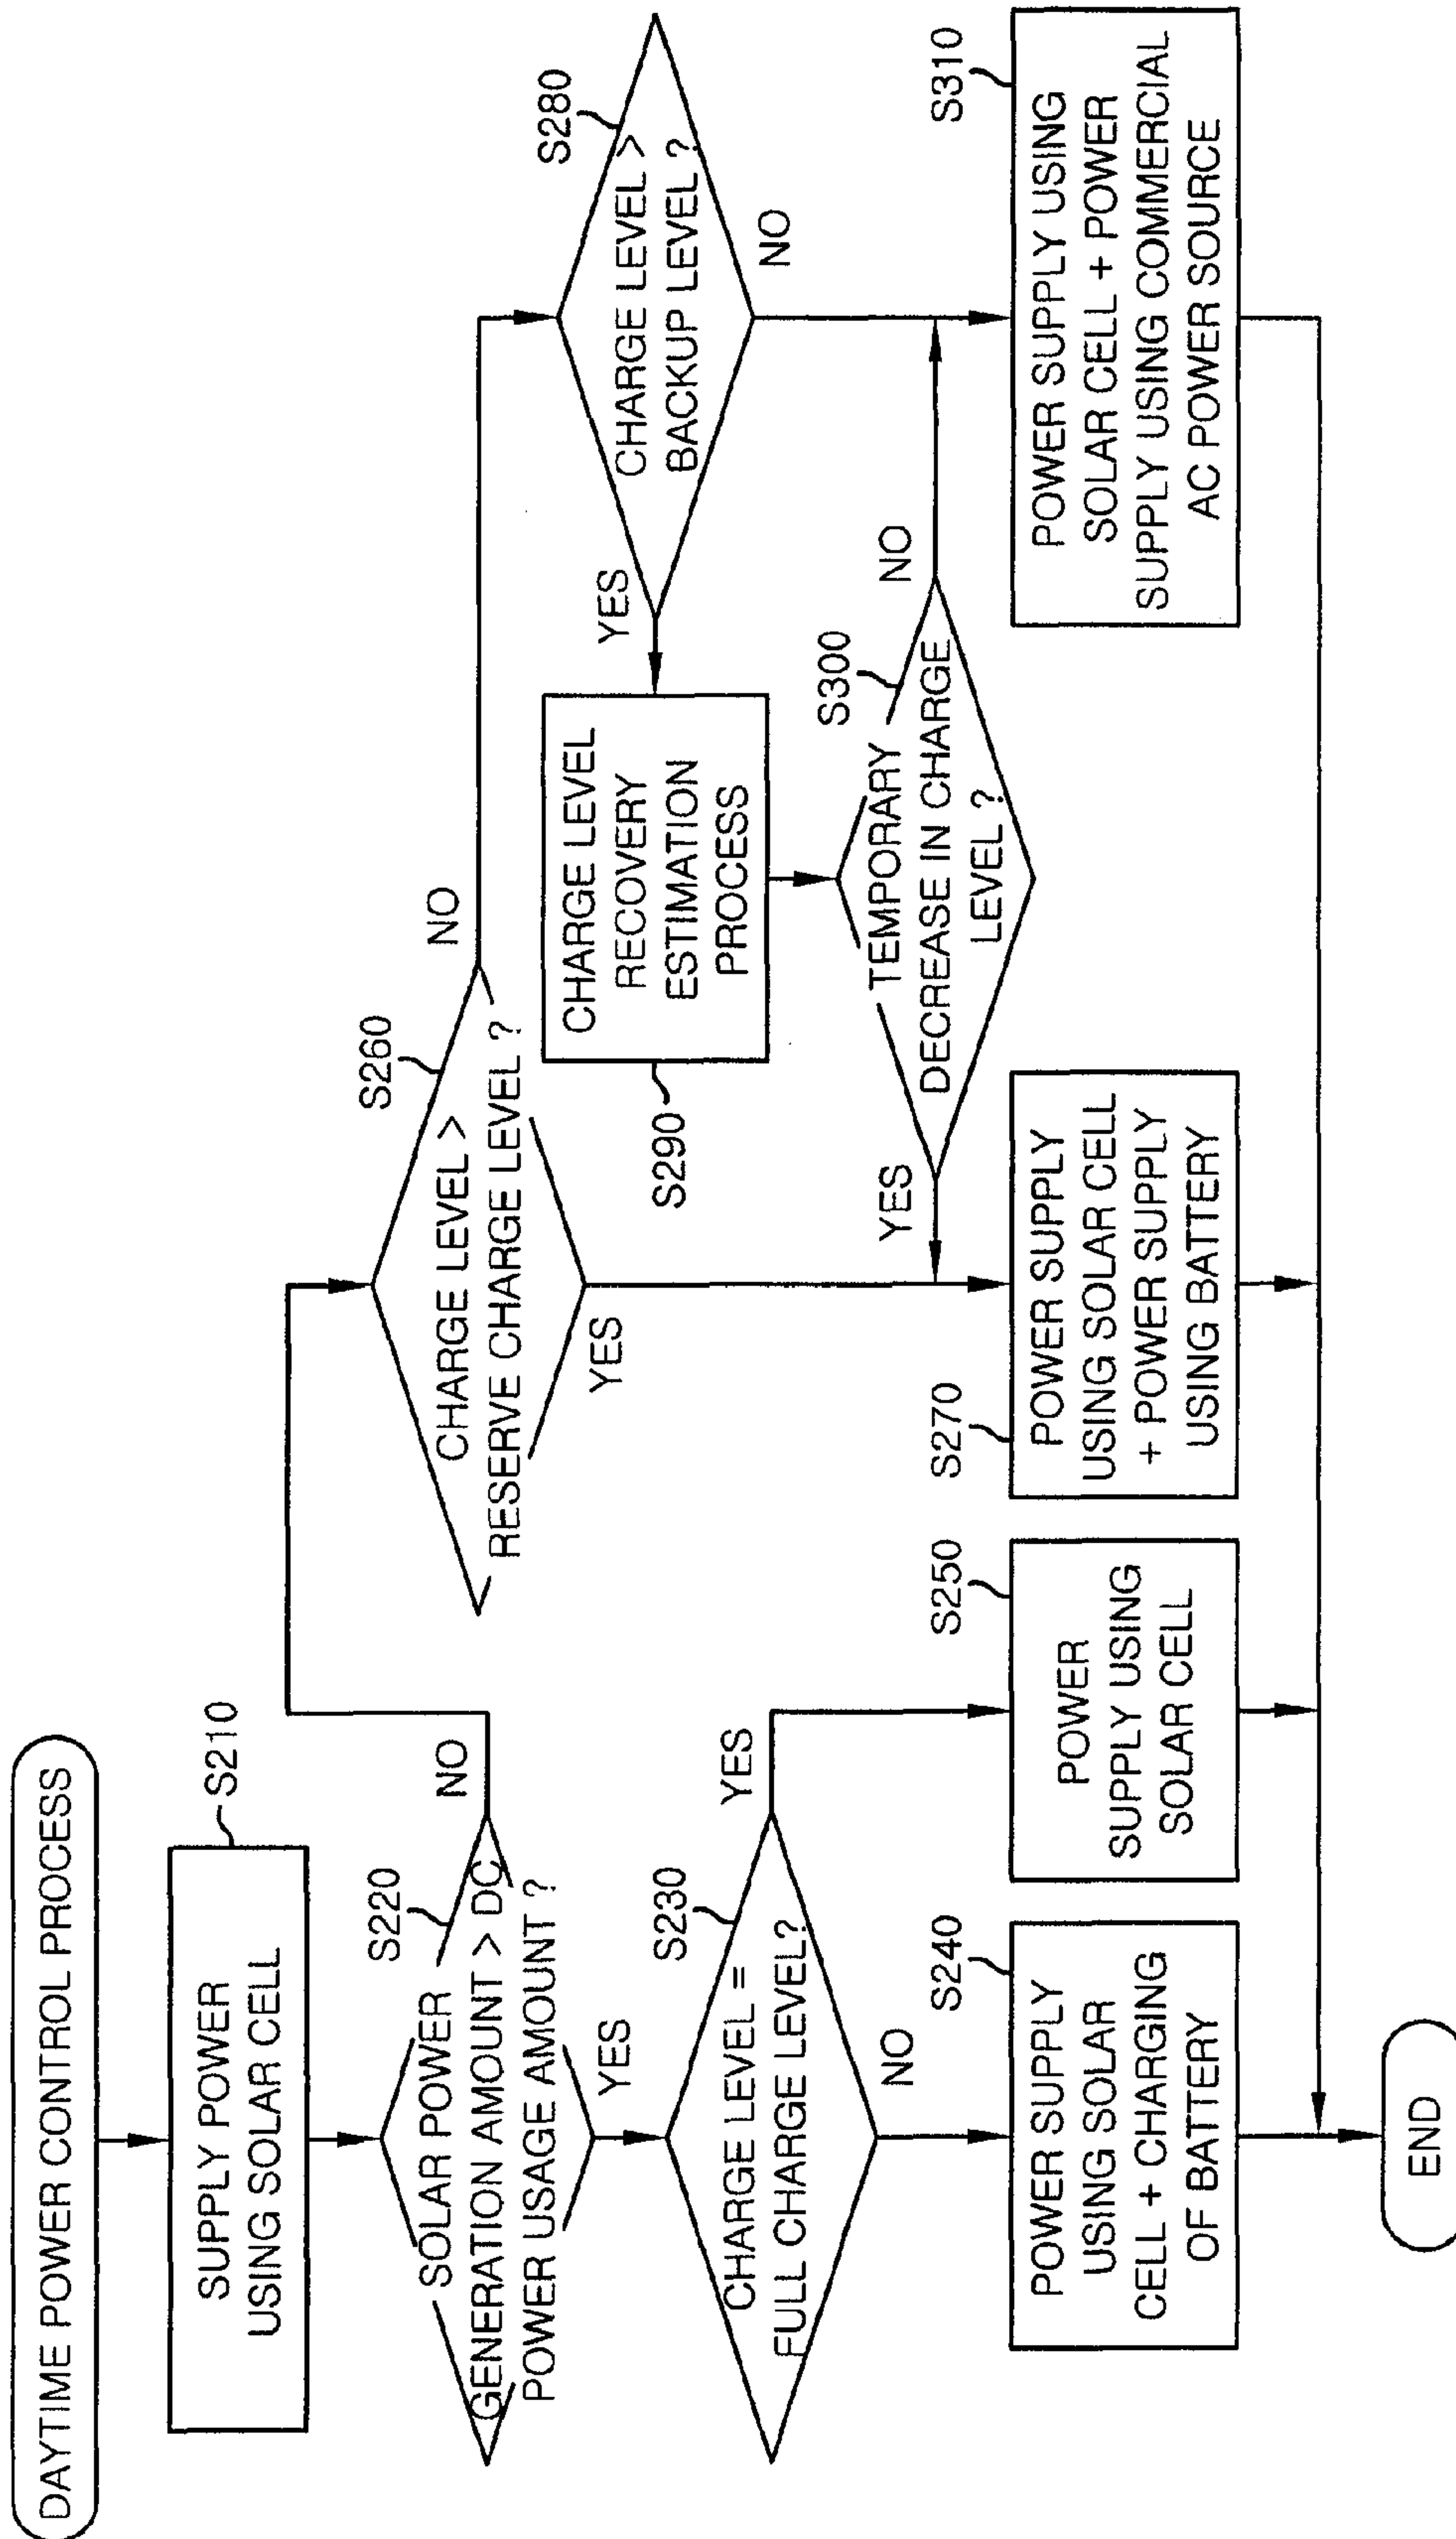 DAYTIME POWER CONTROL PROCESS
S210
SUPPLY POWER
USING SOLAR CELL
S220
SOLAR POWER
GENERATION AMOUNT > DC
POWER USAGE AMOUNT ?
NO
YES
S230
CHARGE LEVEL =
FULL CHARGE LEVEL?
YES
NO
S240
POWER SUPPLY
USING SOLAR
CELL + CHARGING
OF BATTERY
S250
POWER
SUPPLY USING
SOLAR CELL
S260
CHARGE LEVEL >
RESERVE CHARGE LEVEL ?
NO
YES
S270
POWER SUPPLY
USING SOLAR CELL
+ POWER SUPPLY
USING BATTERY
S280
CHARGE LEVEL >
BACKUP LEVEL ?
YES
NO
S290
CHARGE LEVEL
RECOVERY
ESTIMATION
PROCESS
S300
TEMPORARY
DECREASE IN CHARGE
LEVEL ?
YES
NO
S310
POWER SUPPLY USING
SOLAR CELL + POWER
SUPPLY USING COMMERCIAL
AC POWER SOURCE
END